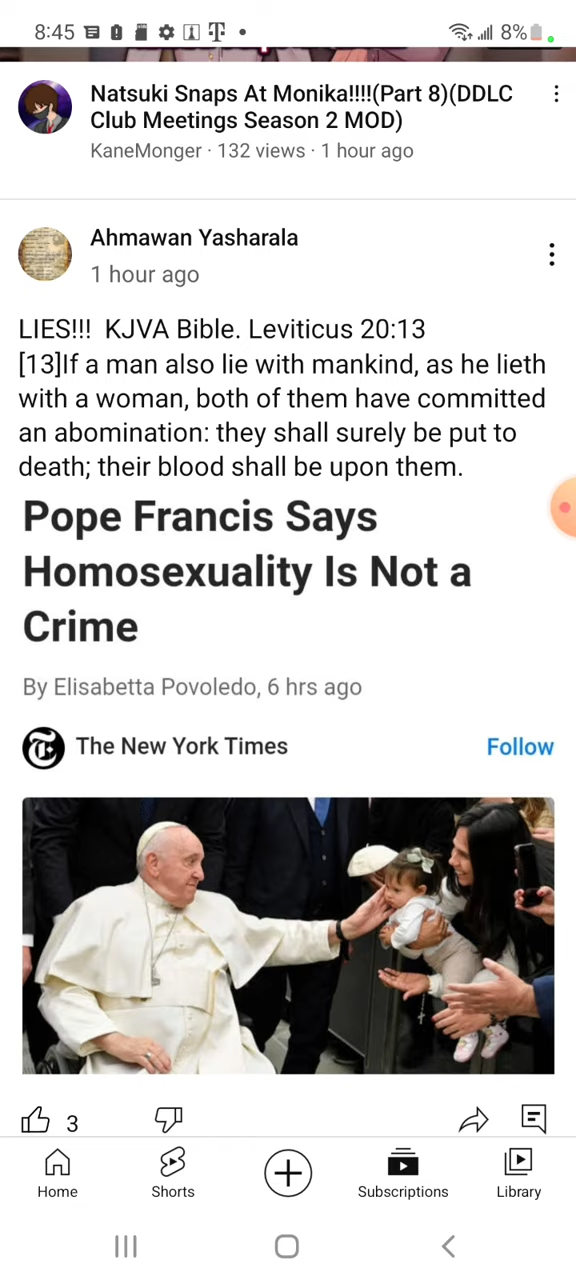 8:45
8%
Natsuki Snaps At Monika!!!!(Part 8)(DDLC
Club Meetings Season 2 MOD)
KaneMonger · 132 views · 1 hour ago
Ahmawan Yasharala
1 hour ago
LIES!!!  KJVA Bible. Leviticus 20:13
[13]If a man also lie with mankind, as he lieth
with a woman, both of them have committed
an abomination: they shall surely be put to
death; their blood shall be upon them.
Pope Francis Says
Homosexuality Is Not a
Crime
By Elisabetta Povoledo, 6 hrs ago
The New York Times
Follow
3
Home
Shorts
Subscriptions
Library